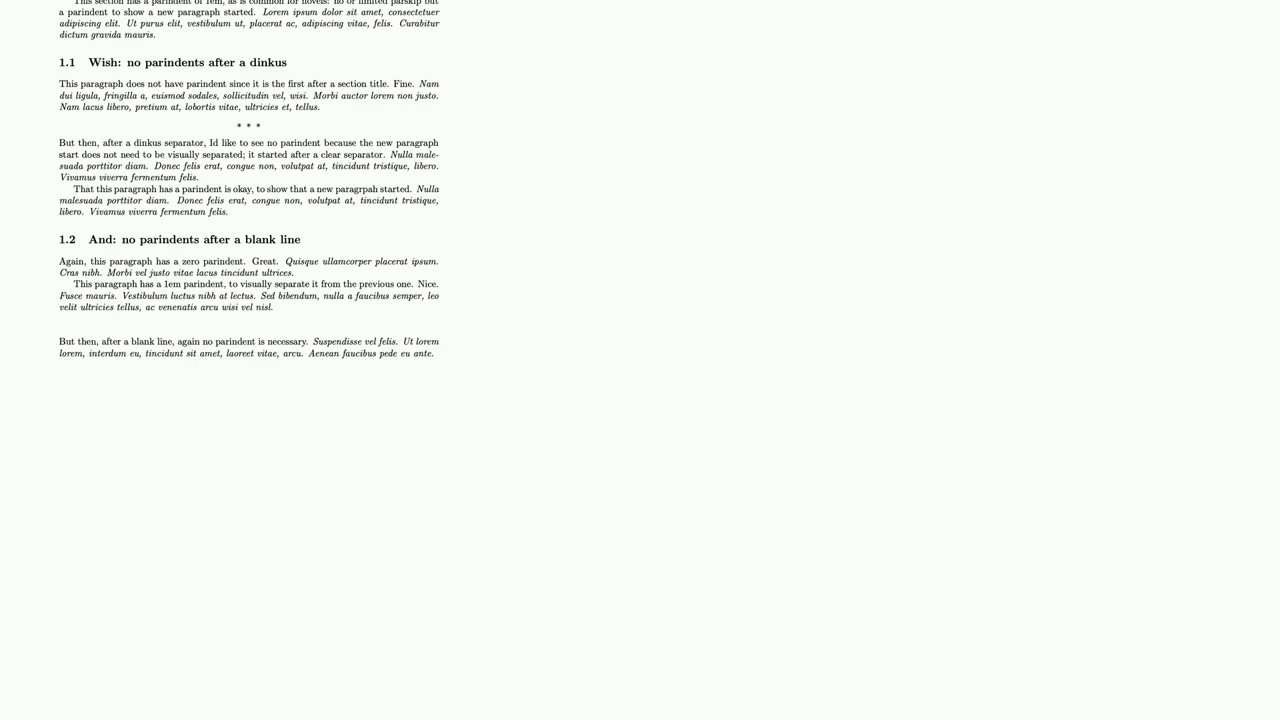 This section has a parindent of 1em, as is common for novels: no or limited parskip but
a parindent to show a new paragraph started. Lorem ipsum dolor sit amet, consectetuer
adipiscing elit. Ut purus elit, vestibulum ut, placerat ac, adipiscing vitae, felis. Curabitur
dictum gravida mauris.
1.1 Wish: no parindents after a dinkus
This paragraph does not have parindent since it is the first after a section title. Fine. Nam
dui ligula, fringilla a, euismod sodales, sollicitudin vel, wisi. Morbi auctor lorem non justo.
Nam lacus libero, pretium at, lobortis vitae, ultricies et, tellus.
* * *
But then, after a dinkus separator, Id like to see no parindent because the new paragraph
start does not need to be visually separated; it started after a clear separator. Nulla male-
suada porttitor diam. Donec felis erat, congue non, volutpat at, tincidunt tristique, libero.
Vivamus viverra fermentum felis.
That this paragraph has a parindent is okay, to show that a new paragrpah started. Nulla
malesuada porttitor diam. Donec felis erat, congue non, volutpat at, tincidunt tristique,
libero. Vivamus viverra fermentum felis.
1.2 And: no parindents after a blank line
Again, this paragraph has a zero parindent. Great. Quisque ullamcorper placerat ipsum.
Cras nibh. Morbi vel justo vitae lacus tincidunt ultrices.
This paragraph has a 1em parindent, to visually separate it from the previous one. Nice.
Fusce mauris. Vestibulum luctus nibh at lectus. Sed bibendum, nulla a faucibus semper, leo
velit ultricies tellus, ac venenatis arcu wisi vel nisl.
But then, after a blank line, again no parindent is necessary. Suspendisse vel felis. Ut lorem
lorem, interdum eu, tincidunt sit amet, laoreet vitae, arcu. Aenean faucibus pede eu ante.